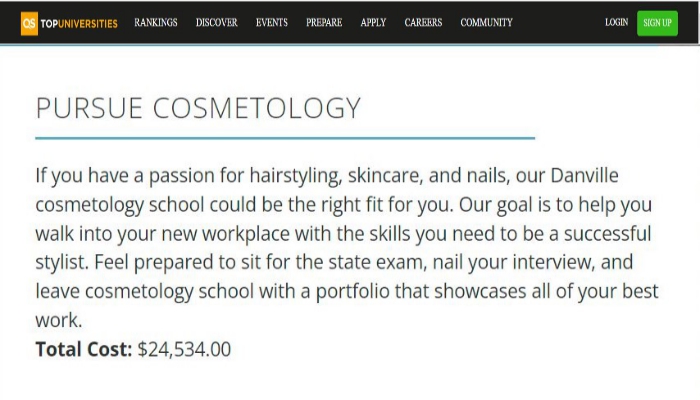 QS TOPUNIVERSITIES RANKINGS DISCOVER EVENTS PREPARE APPLY CAREERS COMMUNITY LOGIN SIGN UP
PURSUE COSMETOLOGY
If you have a passion for hairstyling, skincare, and nails, our Danville
cosmetology school could be the right fit for you. Our goal is to help you
walk into your new workplace with the skills you need to be a successful
stylist. Feel prepared to sit for the state exam, nail your interview, and
leave cosmetology school with a portfolio that showcases all of your best
work.
Total Cost: $24,534.00